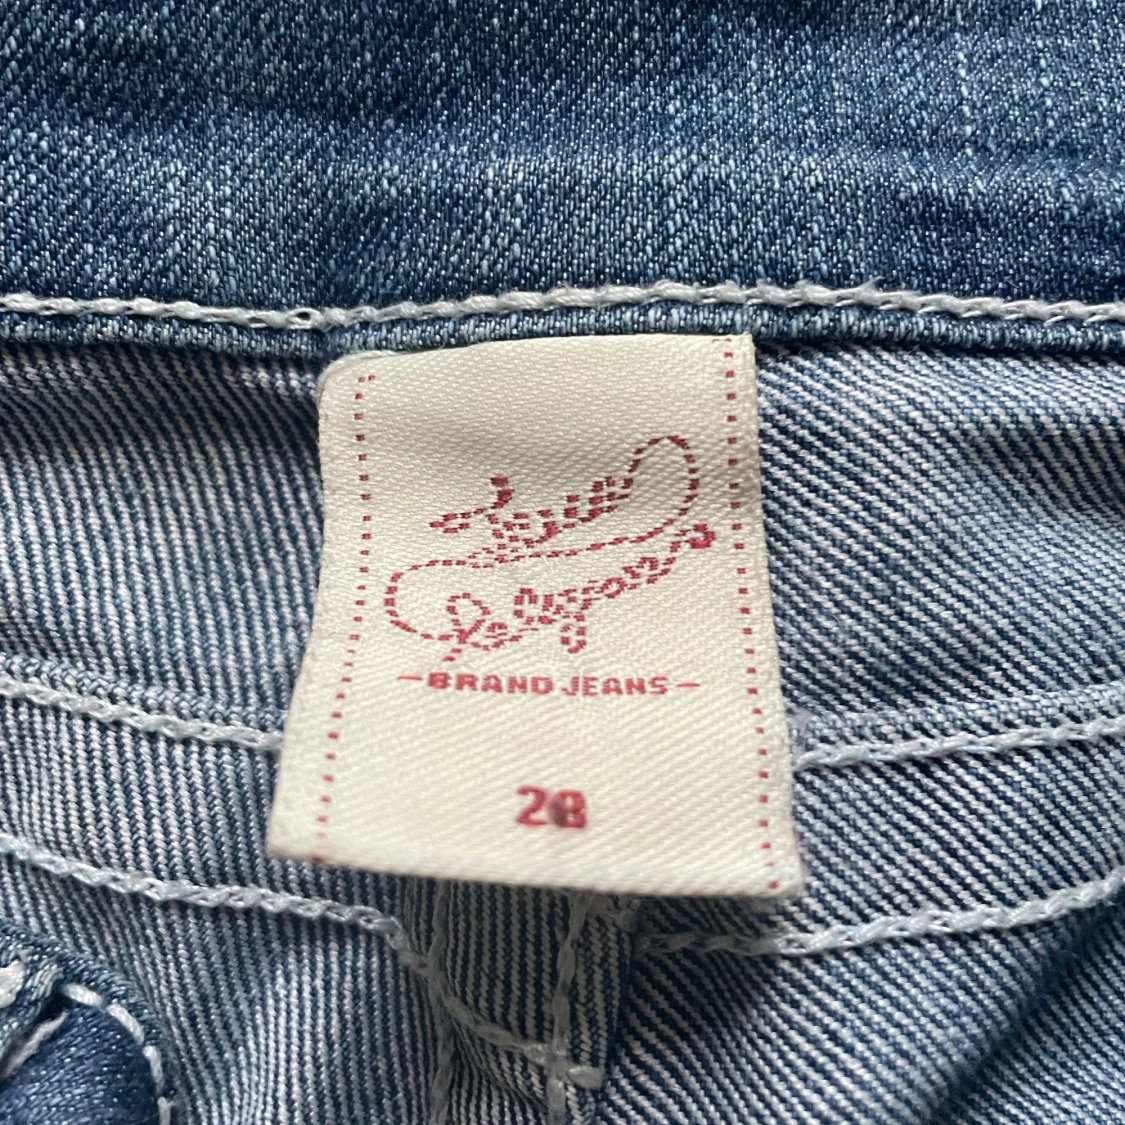 True
Religion
BRAND JEANS
28